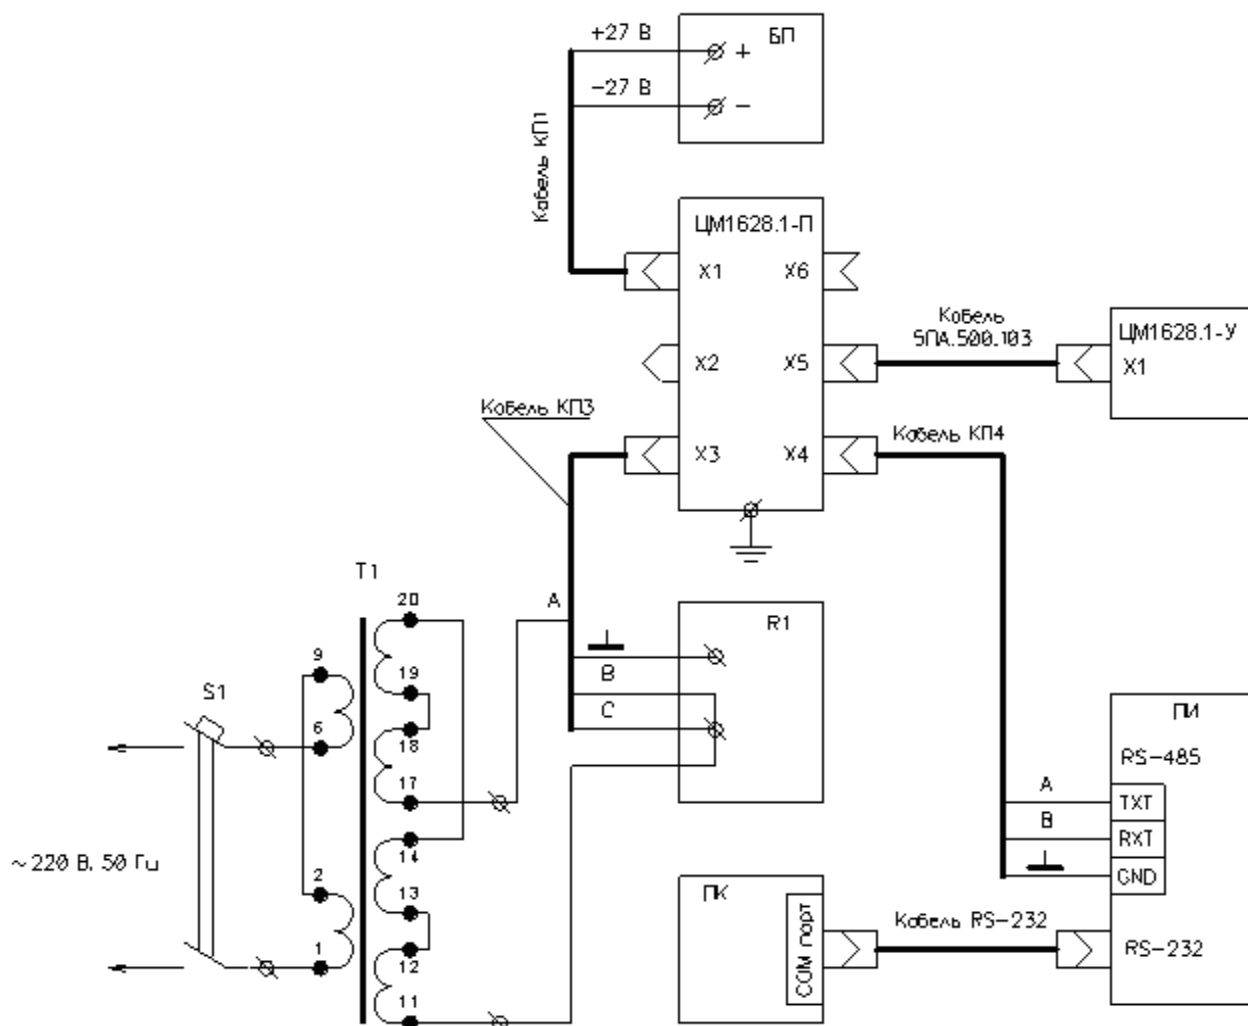 +27 В
БП
+
−27 В
−
Кабель КП1
ЦМ1628.1-П
X1
X6
Кабель
5ПА.500.103
ЦМ1628.1-У
X2
X5
X1
Кабель КП3
Кабель КП4
X3
X4
T1
20
A
R1
9
19
B
S1
C
6
18
ПИ
RS-485
17
A
TXT
B
RXT
14
~220 В, 50 Гц
2
GND
13
ПК
COM порт
Кабель RS-232
1
12
RS-232
11